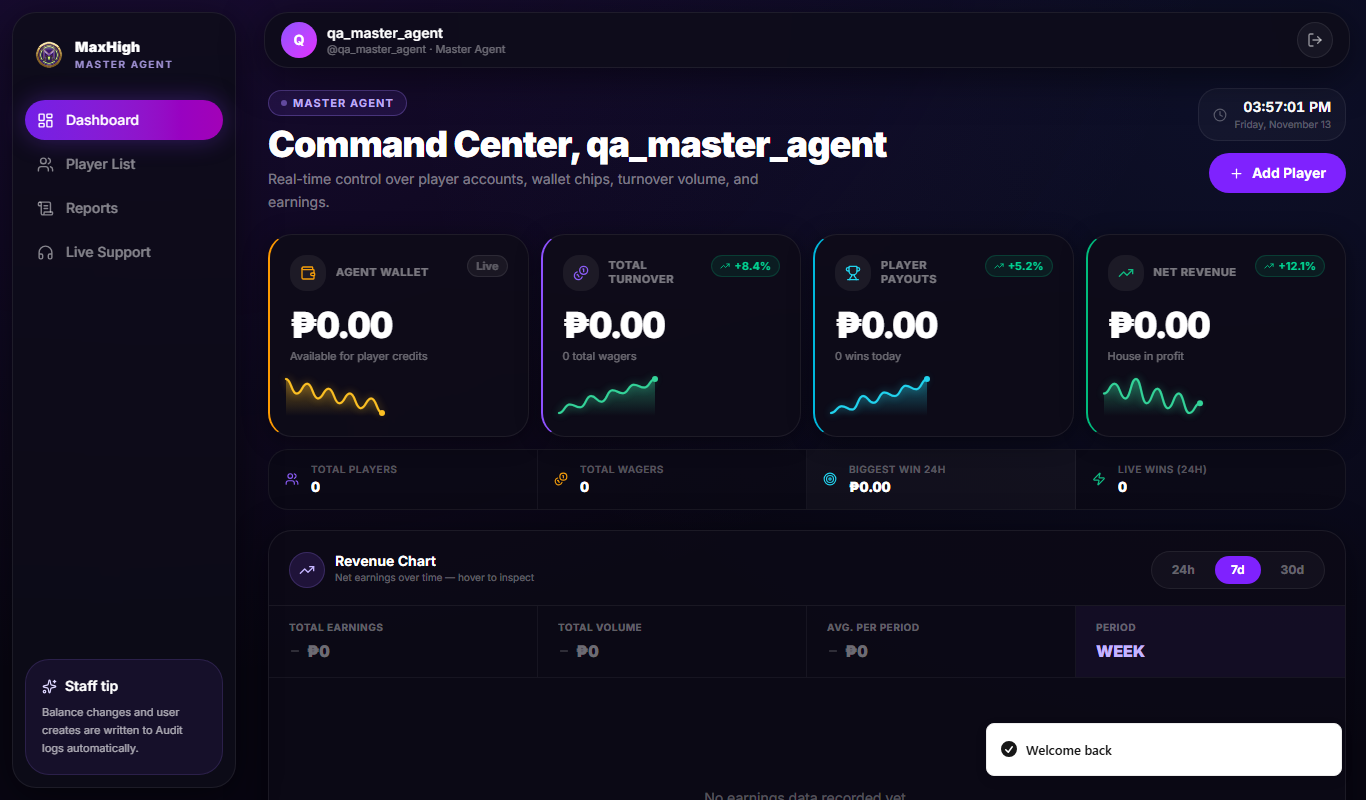 MaxHigh
MASTER AGENT
Dashboard
Player List
Reports
Live Support
Staff tip
Balance changes and user
creates are written to Audit
logs automatically.
Q
qa_master_agent
@qa_master_agent · Master Agent
MASTER AGENT
Command Center, qa_master_agent
Real-time control over player accounts, wallet chips, turnover volume, and
earnings.
03:57:01 PM
Friday, November 13
+ Add Player
AGENT WALLET
Live
₱0.00
Available for player credits
TOTAL
TURNOVER
+8.4%
₱0.00
0 total wagers
PLAYER
PAYOUTS
+5.2%
₱0.00
0 wins today
NET REVENUE
+12.1%
₱0.00
House in profit
TOTAL PLAYERS
0
TOTAL WAGERS
0
BIGGEST WIN 24H
₱0.00
LIVE WINS (24H)
0
Revenue Chart
Net earnings over time — hover to inspect
24h
7d
30d
TOTAL EARNINGS
– ₱0
TOTAL VOLUME
– ₱0
AVG. PER PERIOD
– ₱0
PERIOD
WEEK
No earnings data recorded yet
Welcome back